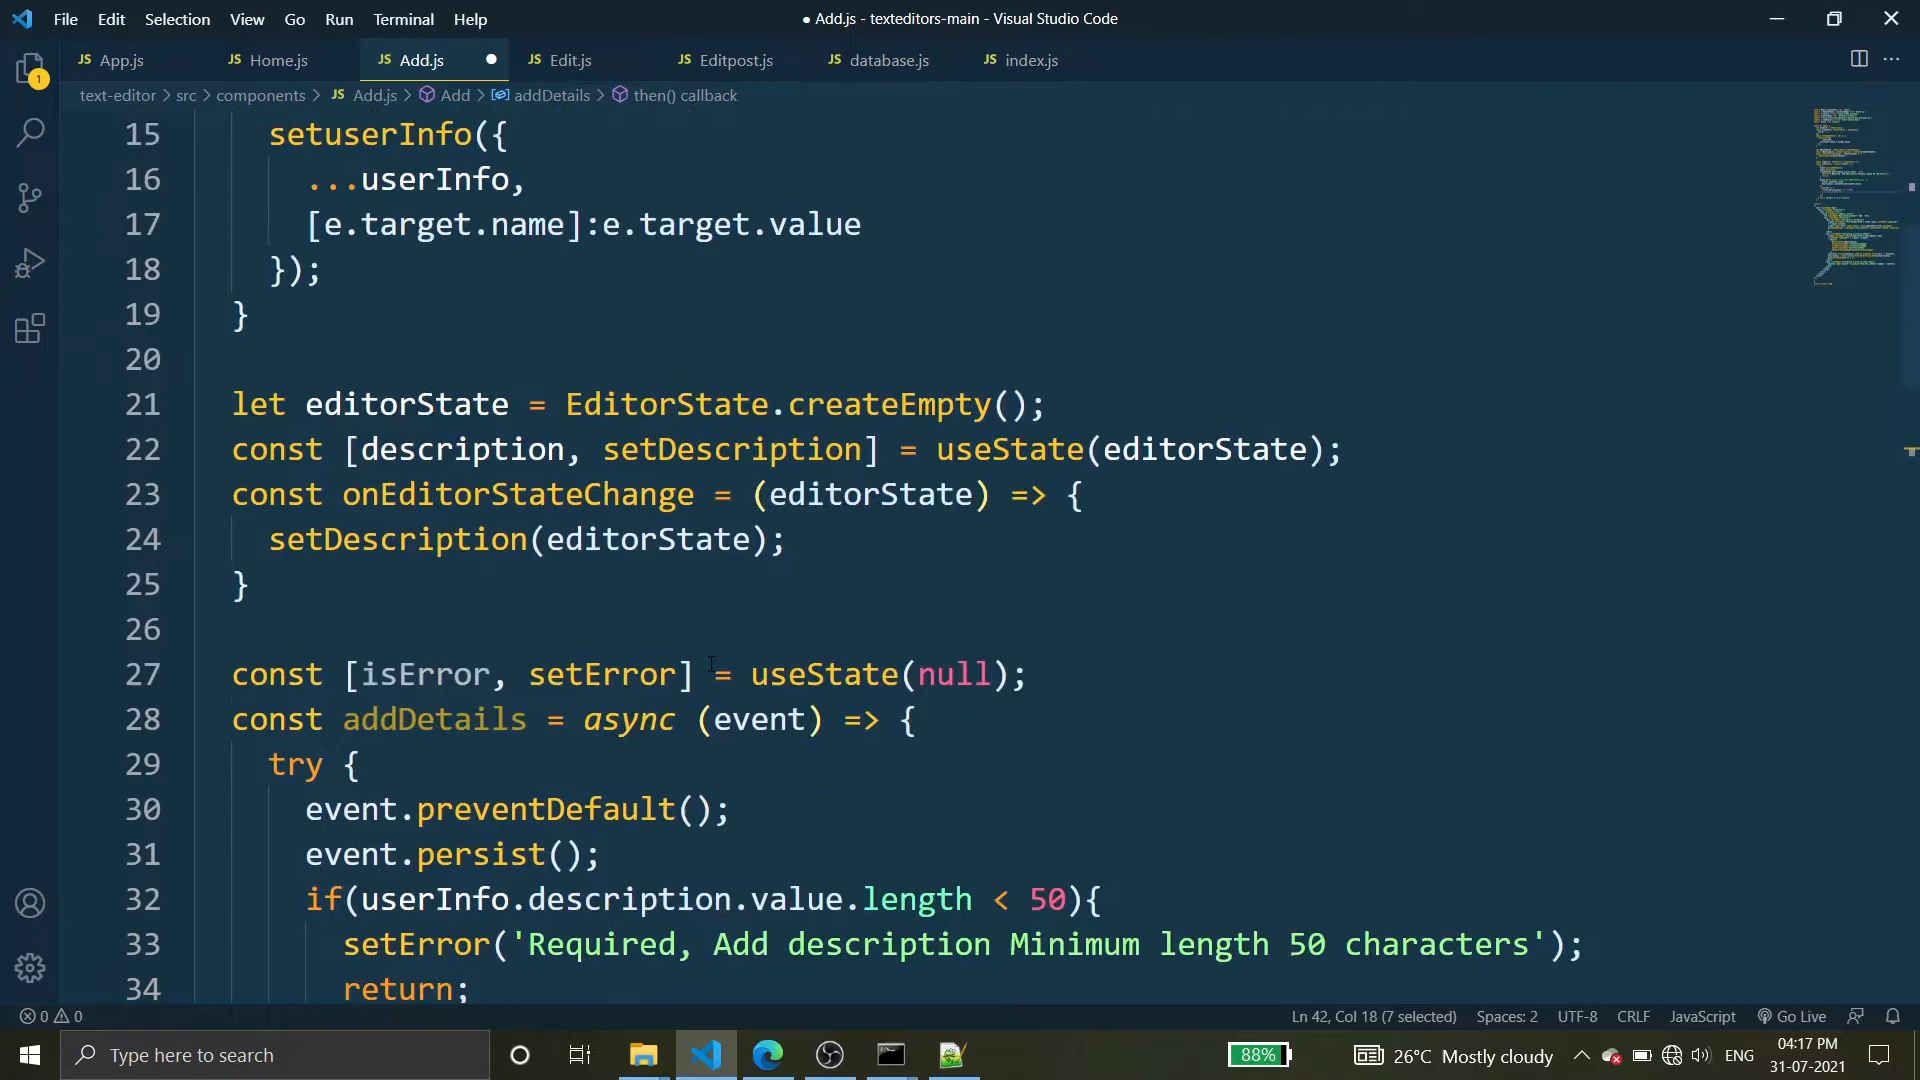 File Edit Selection View Go Run Terminal Help
● Add.js - texteditors-main - Visual Studio Code
JS App.js
JS Home.js
JS Add.js ●
JS Edit.js
JS Editpost.js
JS database.js
JS index.js
text-editor > src > components > JS Add.js > Add > addDetails > then() callback
1
15 setuserInfo({
16 ...userInfo,
17 [e.target.name]:e.target.value
18 });
19 }
20
21 let editorState = EditorState.createEmpty();
22 const [description, setDescription] = useState(editorState);
23 const onEditorStateChange = (editorState) => {
24 setDescription(editorState);
25 }
26
27 const [isError, setError] = useState(null);
28 const addDetails = async (event) => {
29 try {
30 event.preventDefault();
31 event.persist();
32 if(userInfo.description.value.length < 50){
33 setError('Required, Add description Minimum length 50 characters');
34 return;
0 0
Ln 42, Col 18 (7 selected) Spaces: 2 UTF-8 CRLF JavaScript Go Live
Type here to search
88%
26°C Mostly cloudy
ENG
04:17 PM
31-07-2021